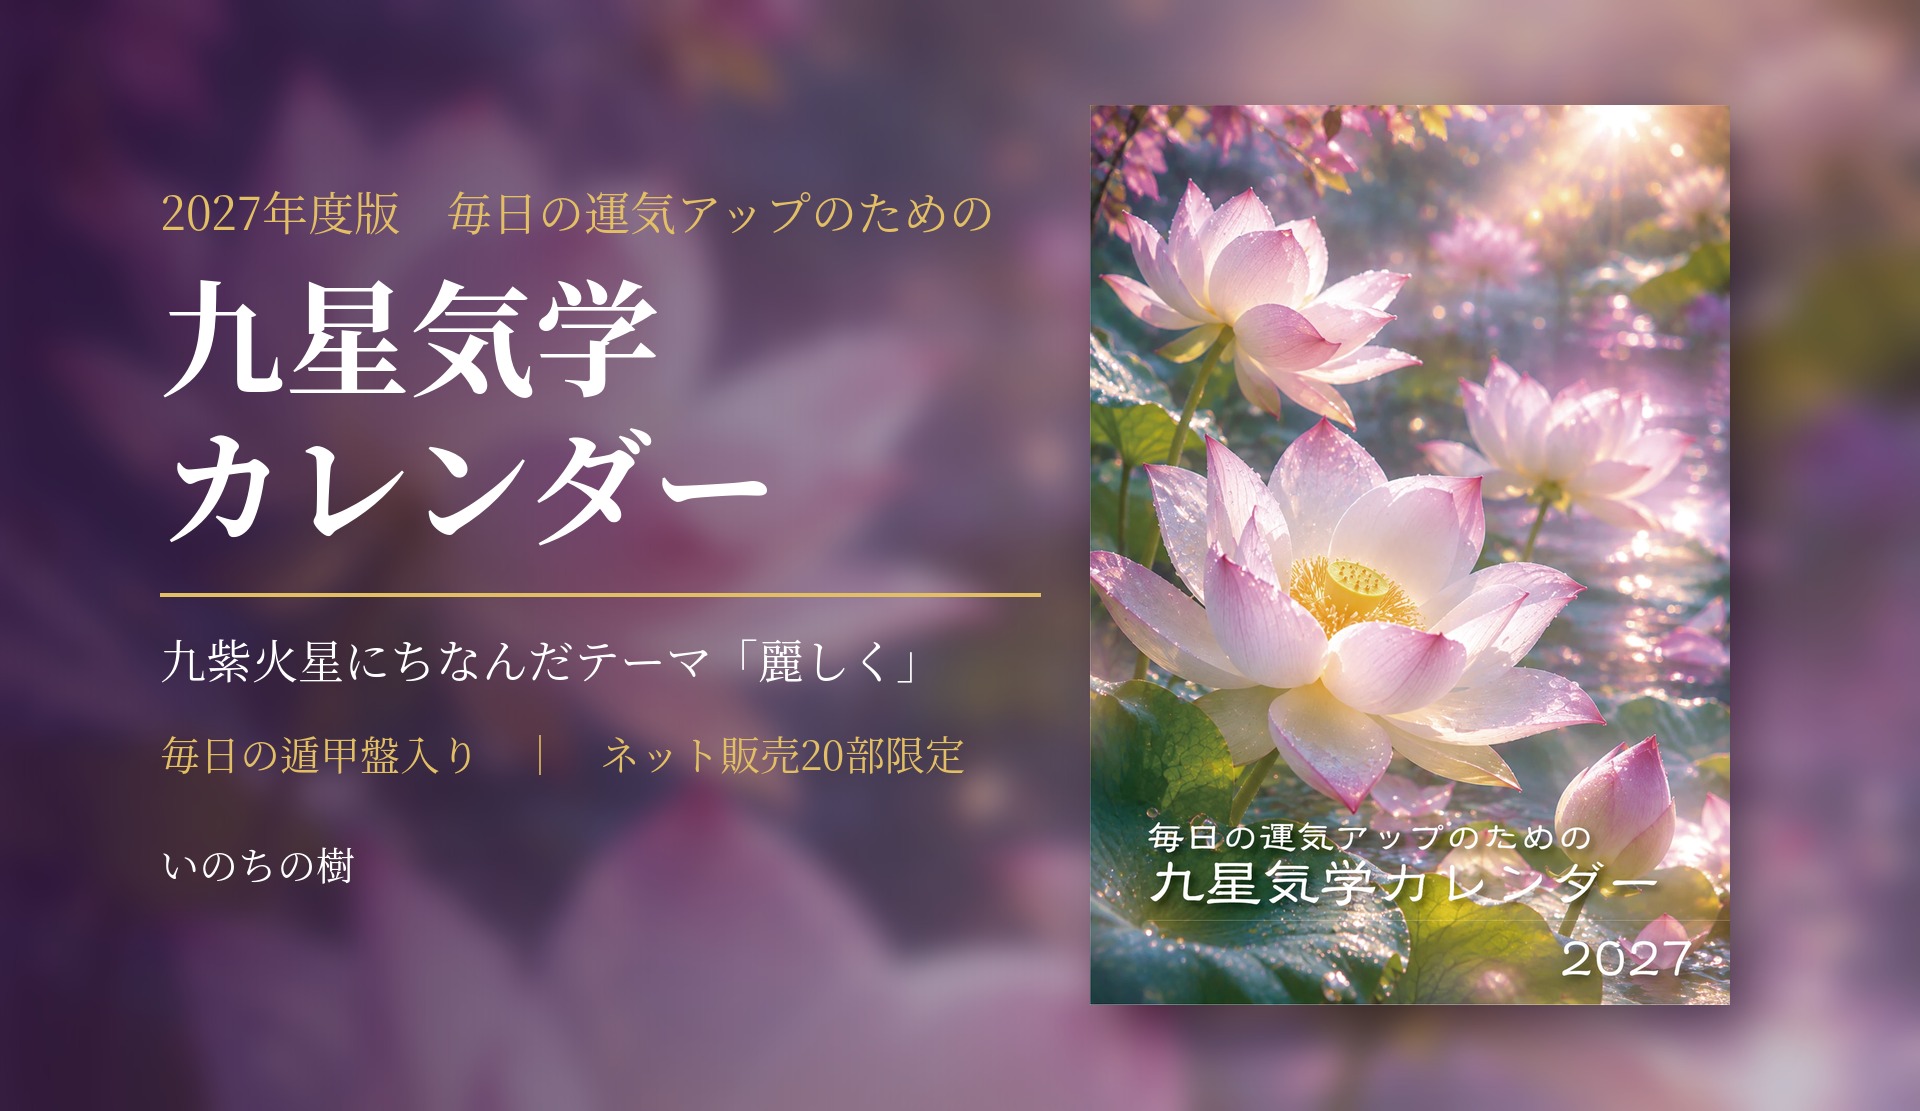 2027年度版　毎日の運気アップのための
九星気学
カレンダー
九紫火星にちなんだテーマ「麗しく」
毎日の遁甲盤入り　｜　ネット販売20部限定
いのちの樹
毎日の運気アップのための
九星気学カレンダー
2027